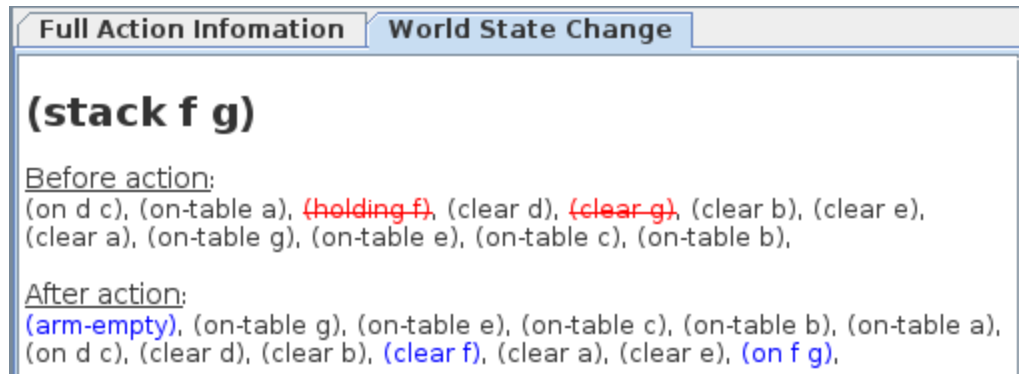 Full Action Infomation World State Change
(stack f g)
Before action:
(on d c), (on-table a), (holding f), (clear d), (clear g), (clear b), (clear e),
(clear a), (on-table g), (on-table e), (on-table c), (on-table b),
After action:
(arm-empty), (on-table g), (on-table e), (on-table c), (on-table b), (on-table a),
(on d c), (clear d), (clear b), (clear f), (clear a), (clear e), (on f g),